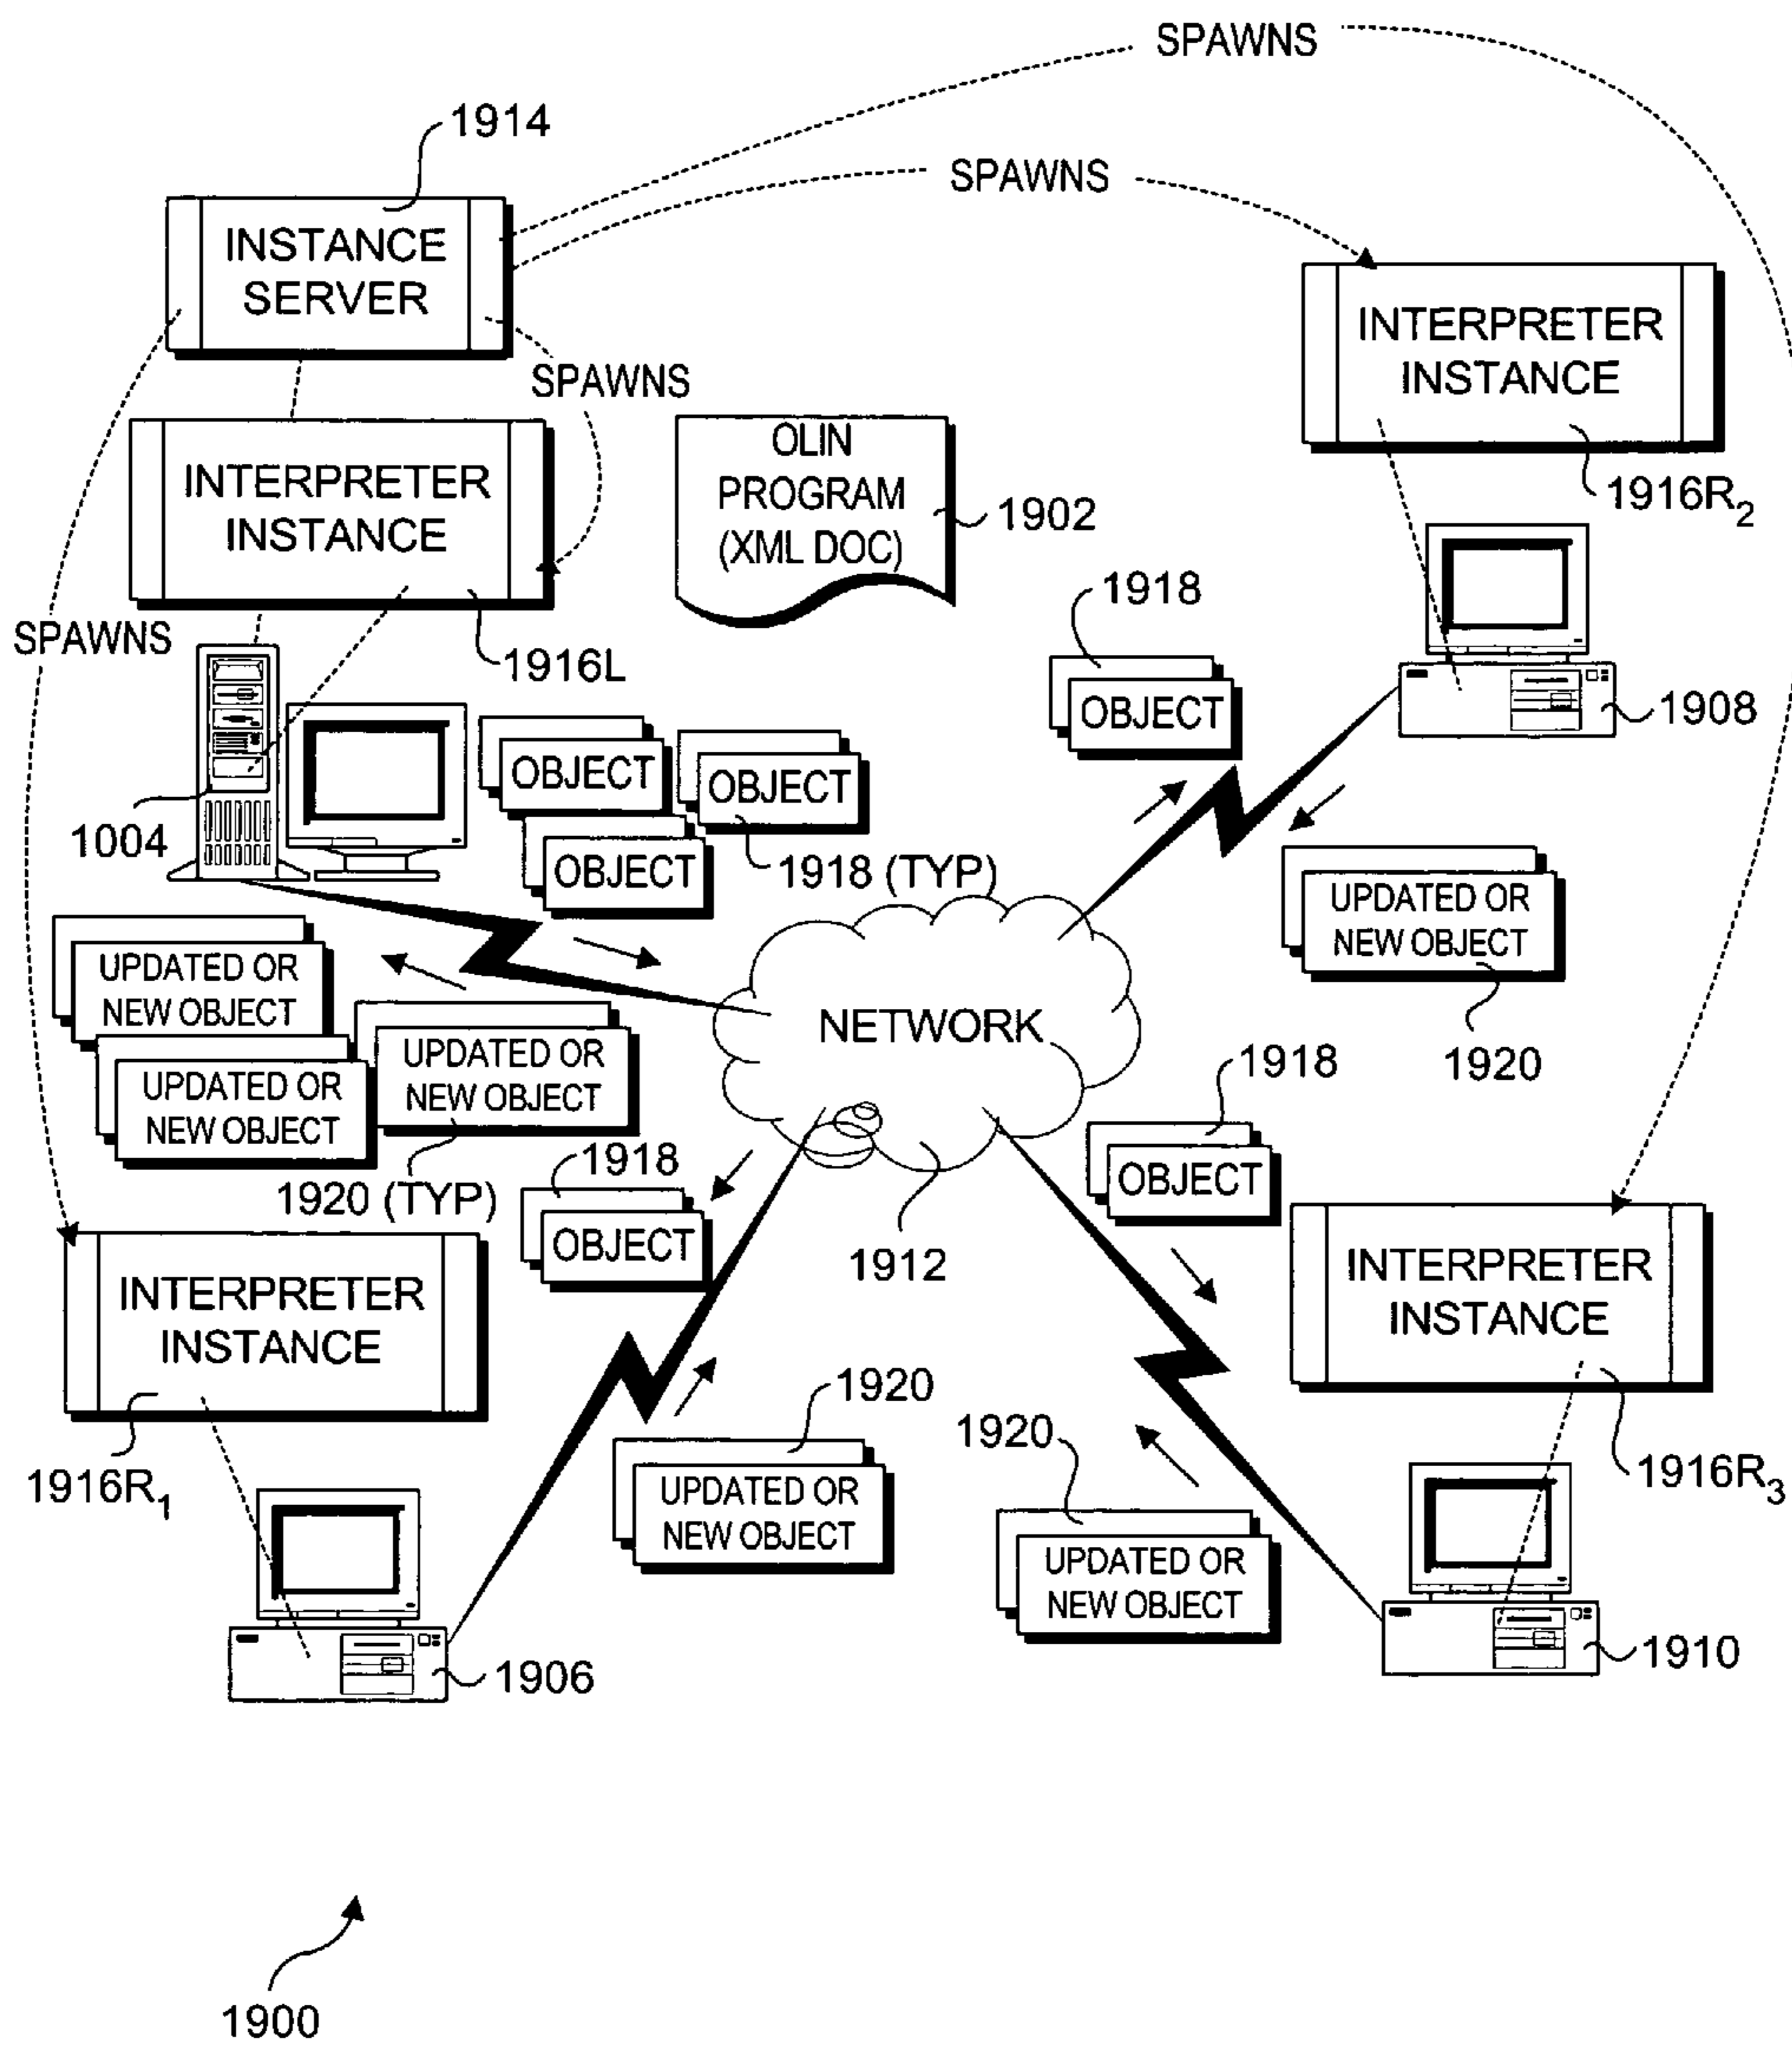 SPAWNS
1914
SPAWNS
INSTANCE
SERVER
INTERPRETER
INSTANCE
1916R2
SPAWNS
OLIN
PROGRAM
(XML DOC)
1902
INTERPRETER
INSTANCE
1916L
SPAWNS
1918
OBJECT
1908
1004
OBJECT
OBJECT
OBJECT
1918 (TYP)
UPDATED OR
NEW OBJECT
1920
UPDATED OR
NEW OBJECT
UPDATED OR
NEW OBJECT
UPDATED OR
NEW OBJECT
1920 (TYP)
NETWORK
1912
1918
OBJECT
1918
OBJECT
INTERPRETER
INSTANCE
1916R1
INTERPRETER
INSTANCE
1916R3
1920
UPDATED OR
NEW OBJECT
1920
UPDATED OR
NEW OBJECT
1906
1910
1900